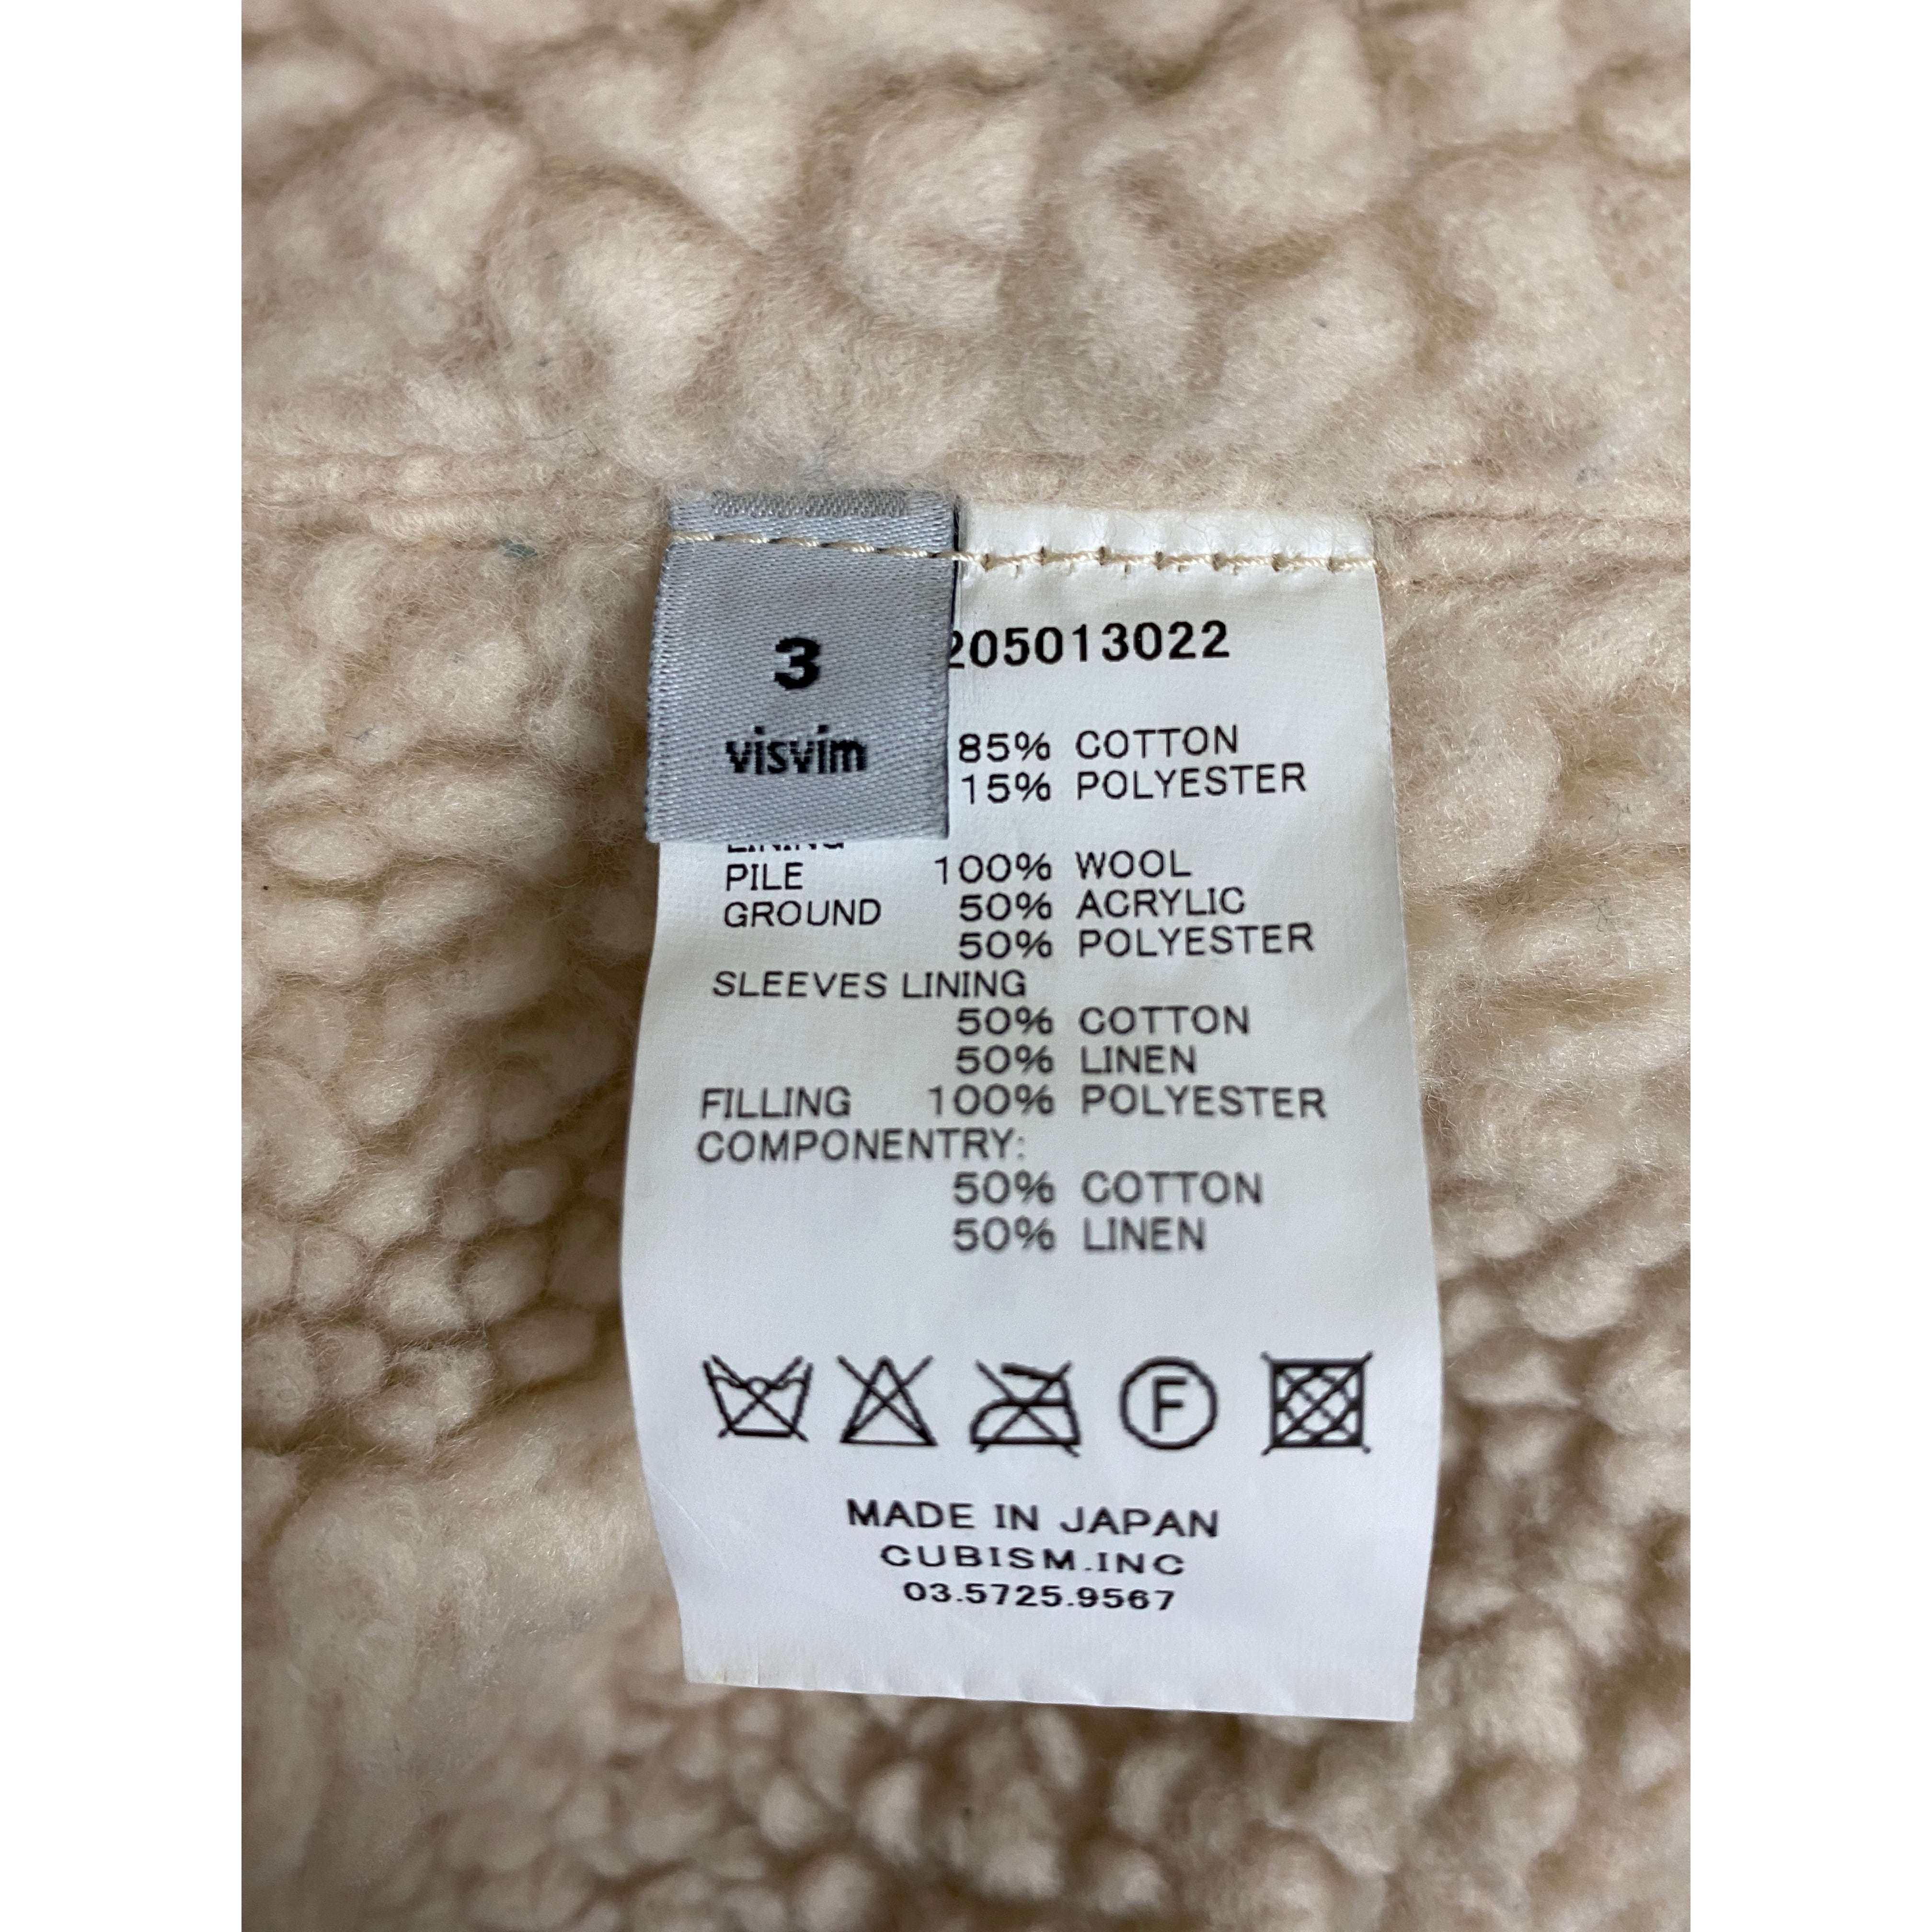 3
visvim
205013022
85% COTTON
15% POLYESTER
LINING
PILE 100% WOOL
GROUND 50% ACRYLIC
50% POLYESTER
SLEEVES LINING
50% COTTON
50% LINEN
FILLING 100% POLYESTER
COMPONENTRY:
50% COTTON
50% LINEN
F
MADE IN JAPAN
CUBISM.INC
03.5725.9567